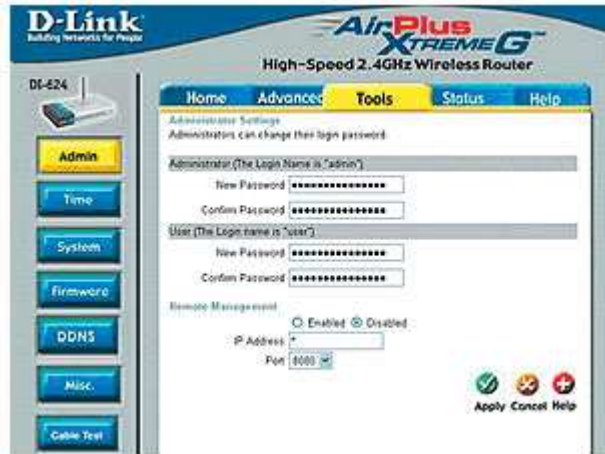 D-Link
Building Networks for People
AirPlus
XTREME G™
High-Speed 2.4GHz Wireless Router
DI-624
Home Advanced Tools Status Help
Admin
Time
System
Firmware
DDNS
Misc.
Cable Test
Administrator Settings
Administrators can change their login password.
Administrator (The Login Name is "admin")
New Password ●●●●●●●●●●●●●●●
Confirm Password ●●●●●●●●●●●●●●●
User (The Login name is "user")
New Password ●●●●●●●●●●●●●●●
Confirm Password ●●●●●●●●●●●●●●●
Remote Management
Enabled Disabled
IP Address *
Port 8080
Apply Cancel Help